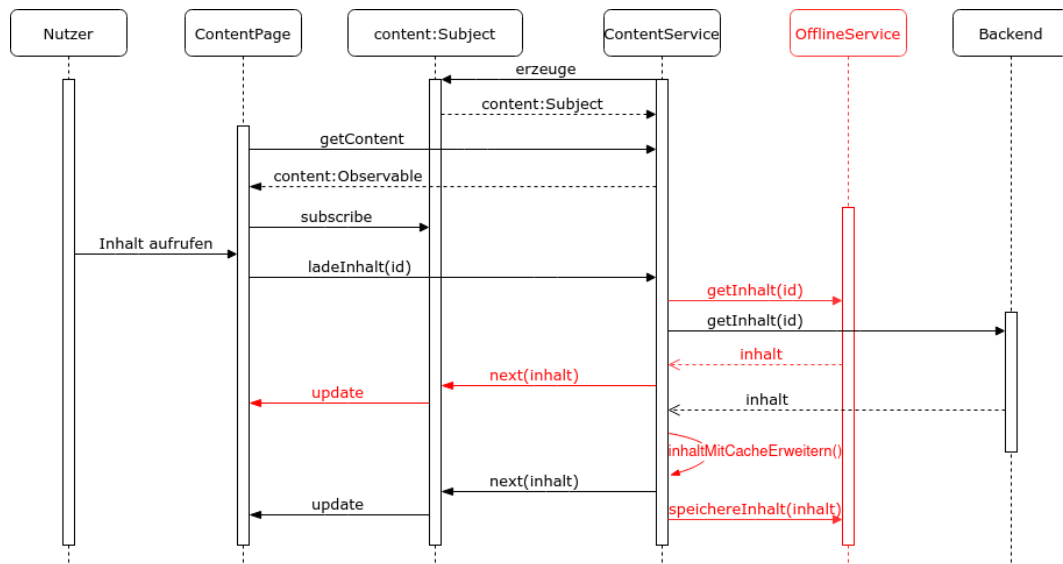 Nutzer
ContentPage
content:Subject
ContentService
OfflineService
Backend
erzeuge
content:Subject
getContent
content:Observable
subscribe
Inhalt aufrufen
ladeInhalt(id)
getInhalt(id)
getInhalt(id)
inhalt
next(inhalt)
update
inhalt
inhaltMitCacheErweitern()
next(inhalt)
update
speichereInhalt(inhalt)